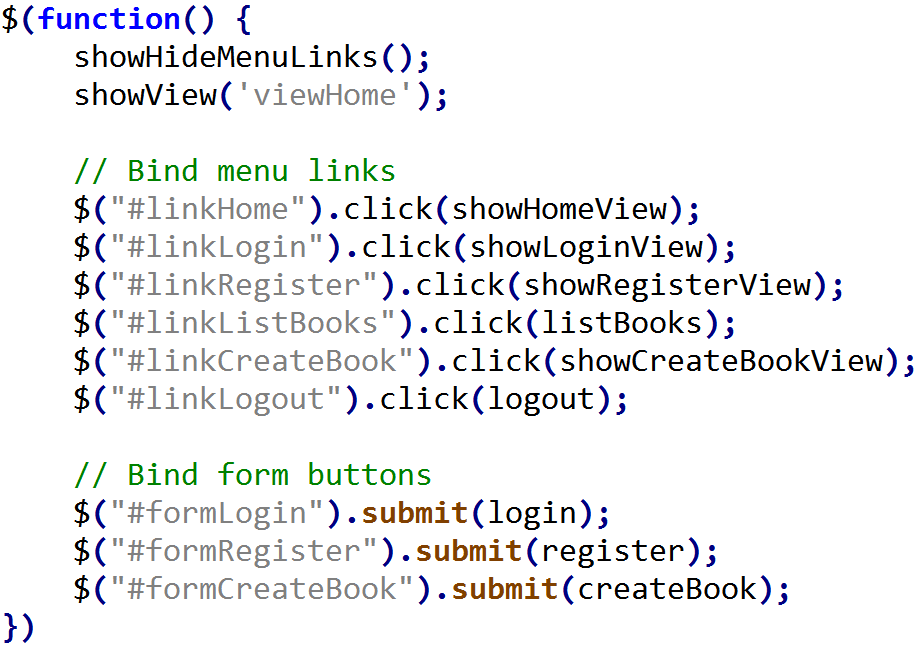 $(function() {
    showHideMenuLinks();
    showView('viewHome');

    // Bind menu links
    $("#linkHome").click(showHomeView);
    $("#linkLogin").click(showLoginView);
    $("#linkRegister").click(showRegisterView);
    $("#linkListBooks").click(listBooks);
    $("#linkCreateBook").click(showCreateBookView);
    $("#linkLogout").click(logout);

    // Bind form buttons
    $("#formLogin").submit(login);
    $("#formRegister").submit(register);
    $("#formCreateBook").submit(createBook);
})